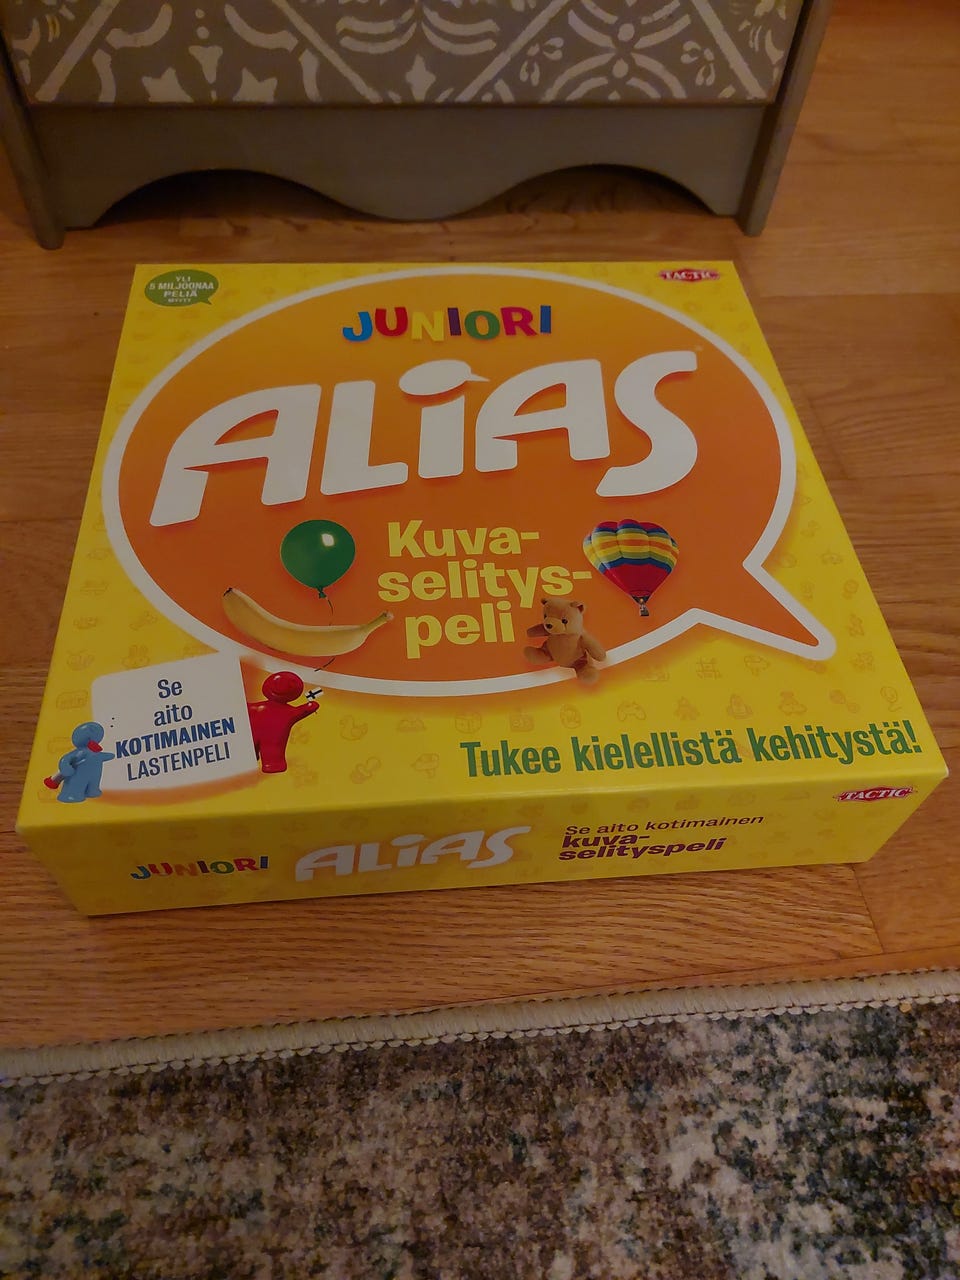 YLI
5 MILJOONAA
PELIÄ
MYYTY
TACTIC
JUNIORI
ALiAS
Kuva-
selitys-
peli
Se
aito
KOTIMAINEN
LASTENPELI
Tukee kielellistä kehitystä!
TACTIC
JUNIORI
ALiAS
Se aito kotimainen
kuva-
selityspeli